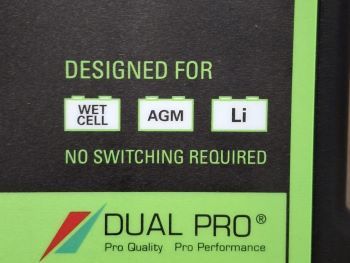 DESIGNED FOR
WET
CELL
AGM
Li
NO SWITCHING REQUIRED
DUAL PRO®
Pro Quality Pro Performance